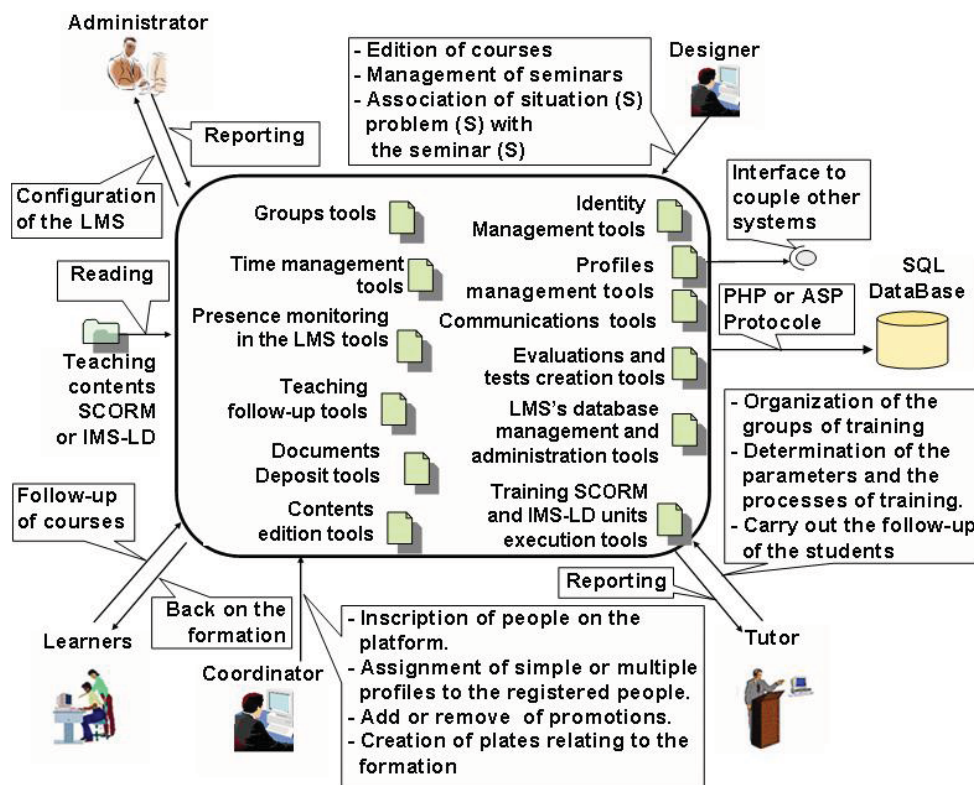 Administrator
Reporting
Configuration
of the LMS
- Edition of courses
- Management of seminars
- Association of situation (S)
problem (S) with
the seminar (S)
Designer
Interface to
couple other
systems
Reading
Teaching
contents
SCORM
or IMS-LD
Groups tools
Time management
tools
Presence monitoring
in the LMS tools
Teaching
follow-up tools
Documents
Deposit tools
Contents
edition tools
Identity
Management tools
Profiles
management tools
Communications tools
Evaluations and
tests creation tools
LMS's database
management and
administration tools
Training SCORM
and IMS-LD units
execution tools
PHP or ASP
Protocole
SQL
DataBase
- Organization of the
groups of training
- Determination of the
parameters and the
processes of training.
- Carry out the follow-up
of the students
Follow-up
of courses
Back on the
formation
Learners
Coordinator
- Inscription of people on the
platform.
- Assignment of simple or multiple
profiles to the registered people.
- Add or remove of promotions.
- Creation of plates relating to the
formation
Reporting
Tutor